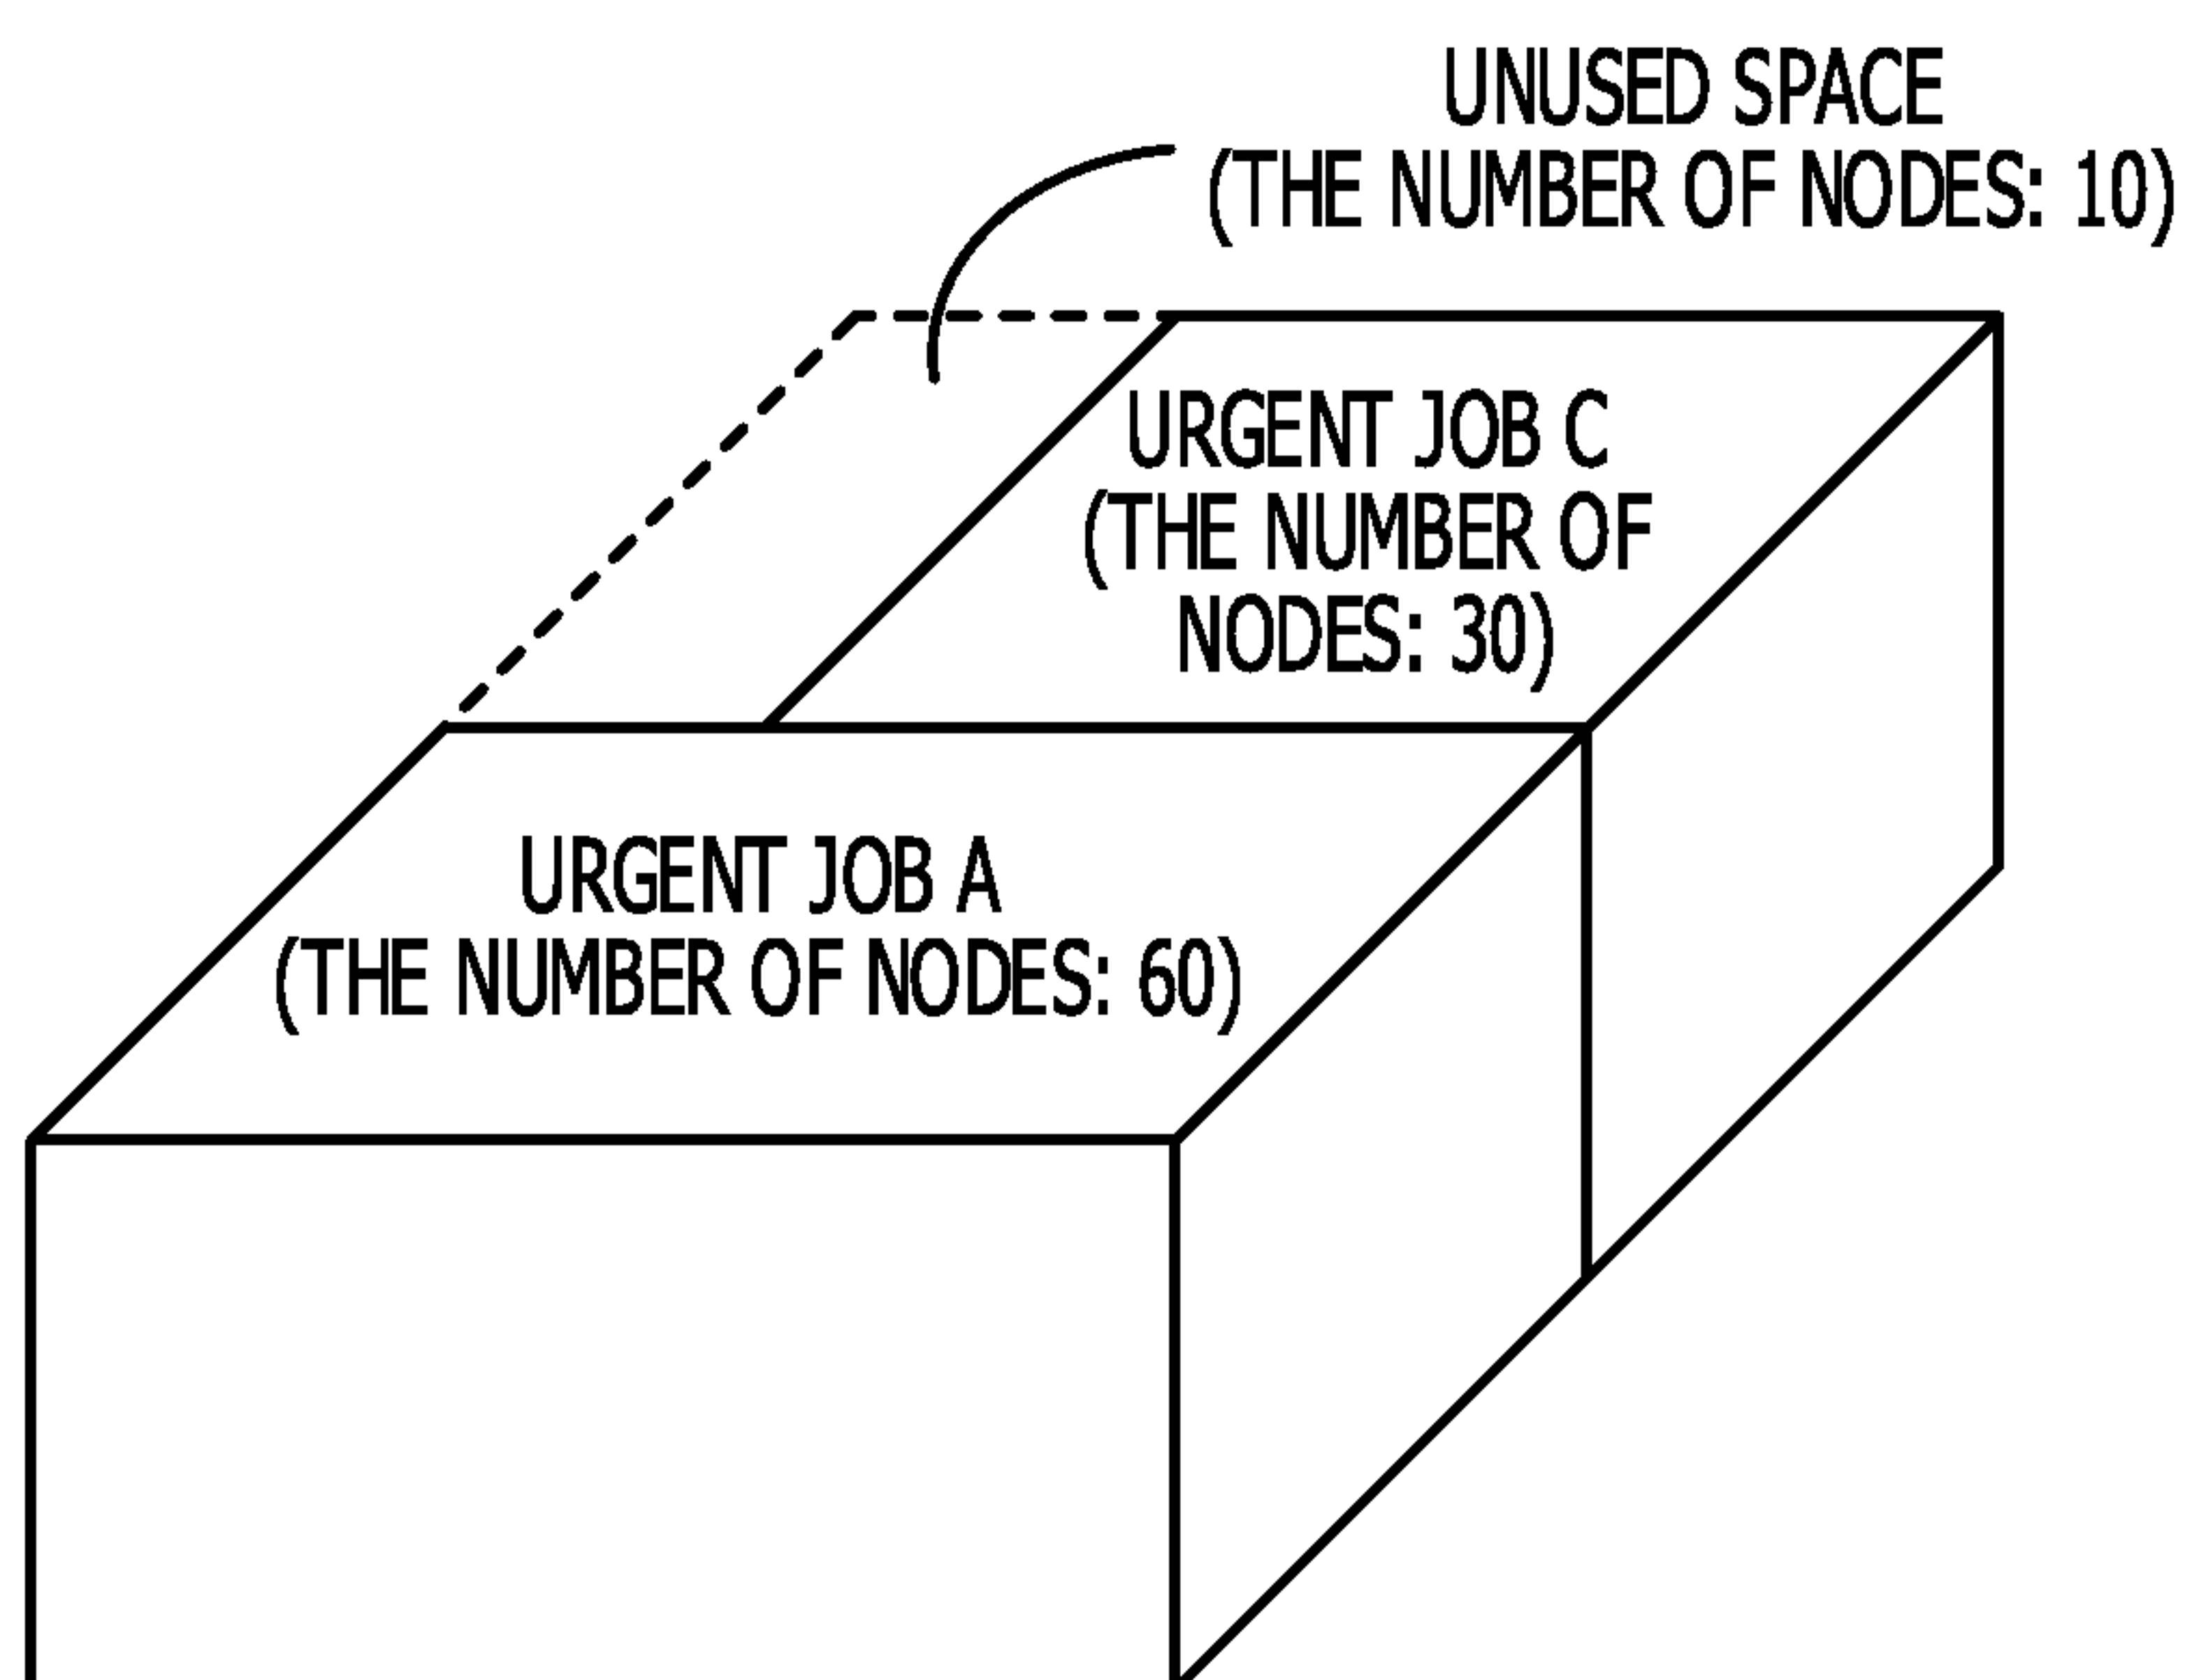 UNUSED SPACE
(THE NUMBER OF NODES: 10)
URGENT JOB C
(THE NUMBER OF
NODES: 30)
URGENT JOB A
(THE NUMBER OF NODES: 60)